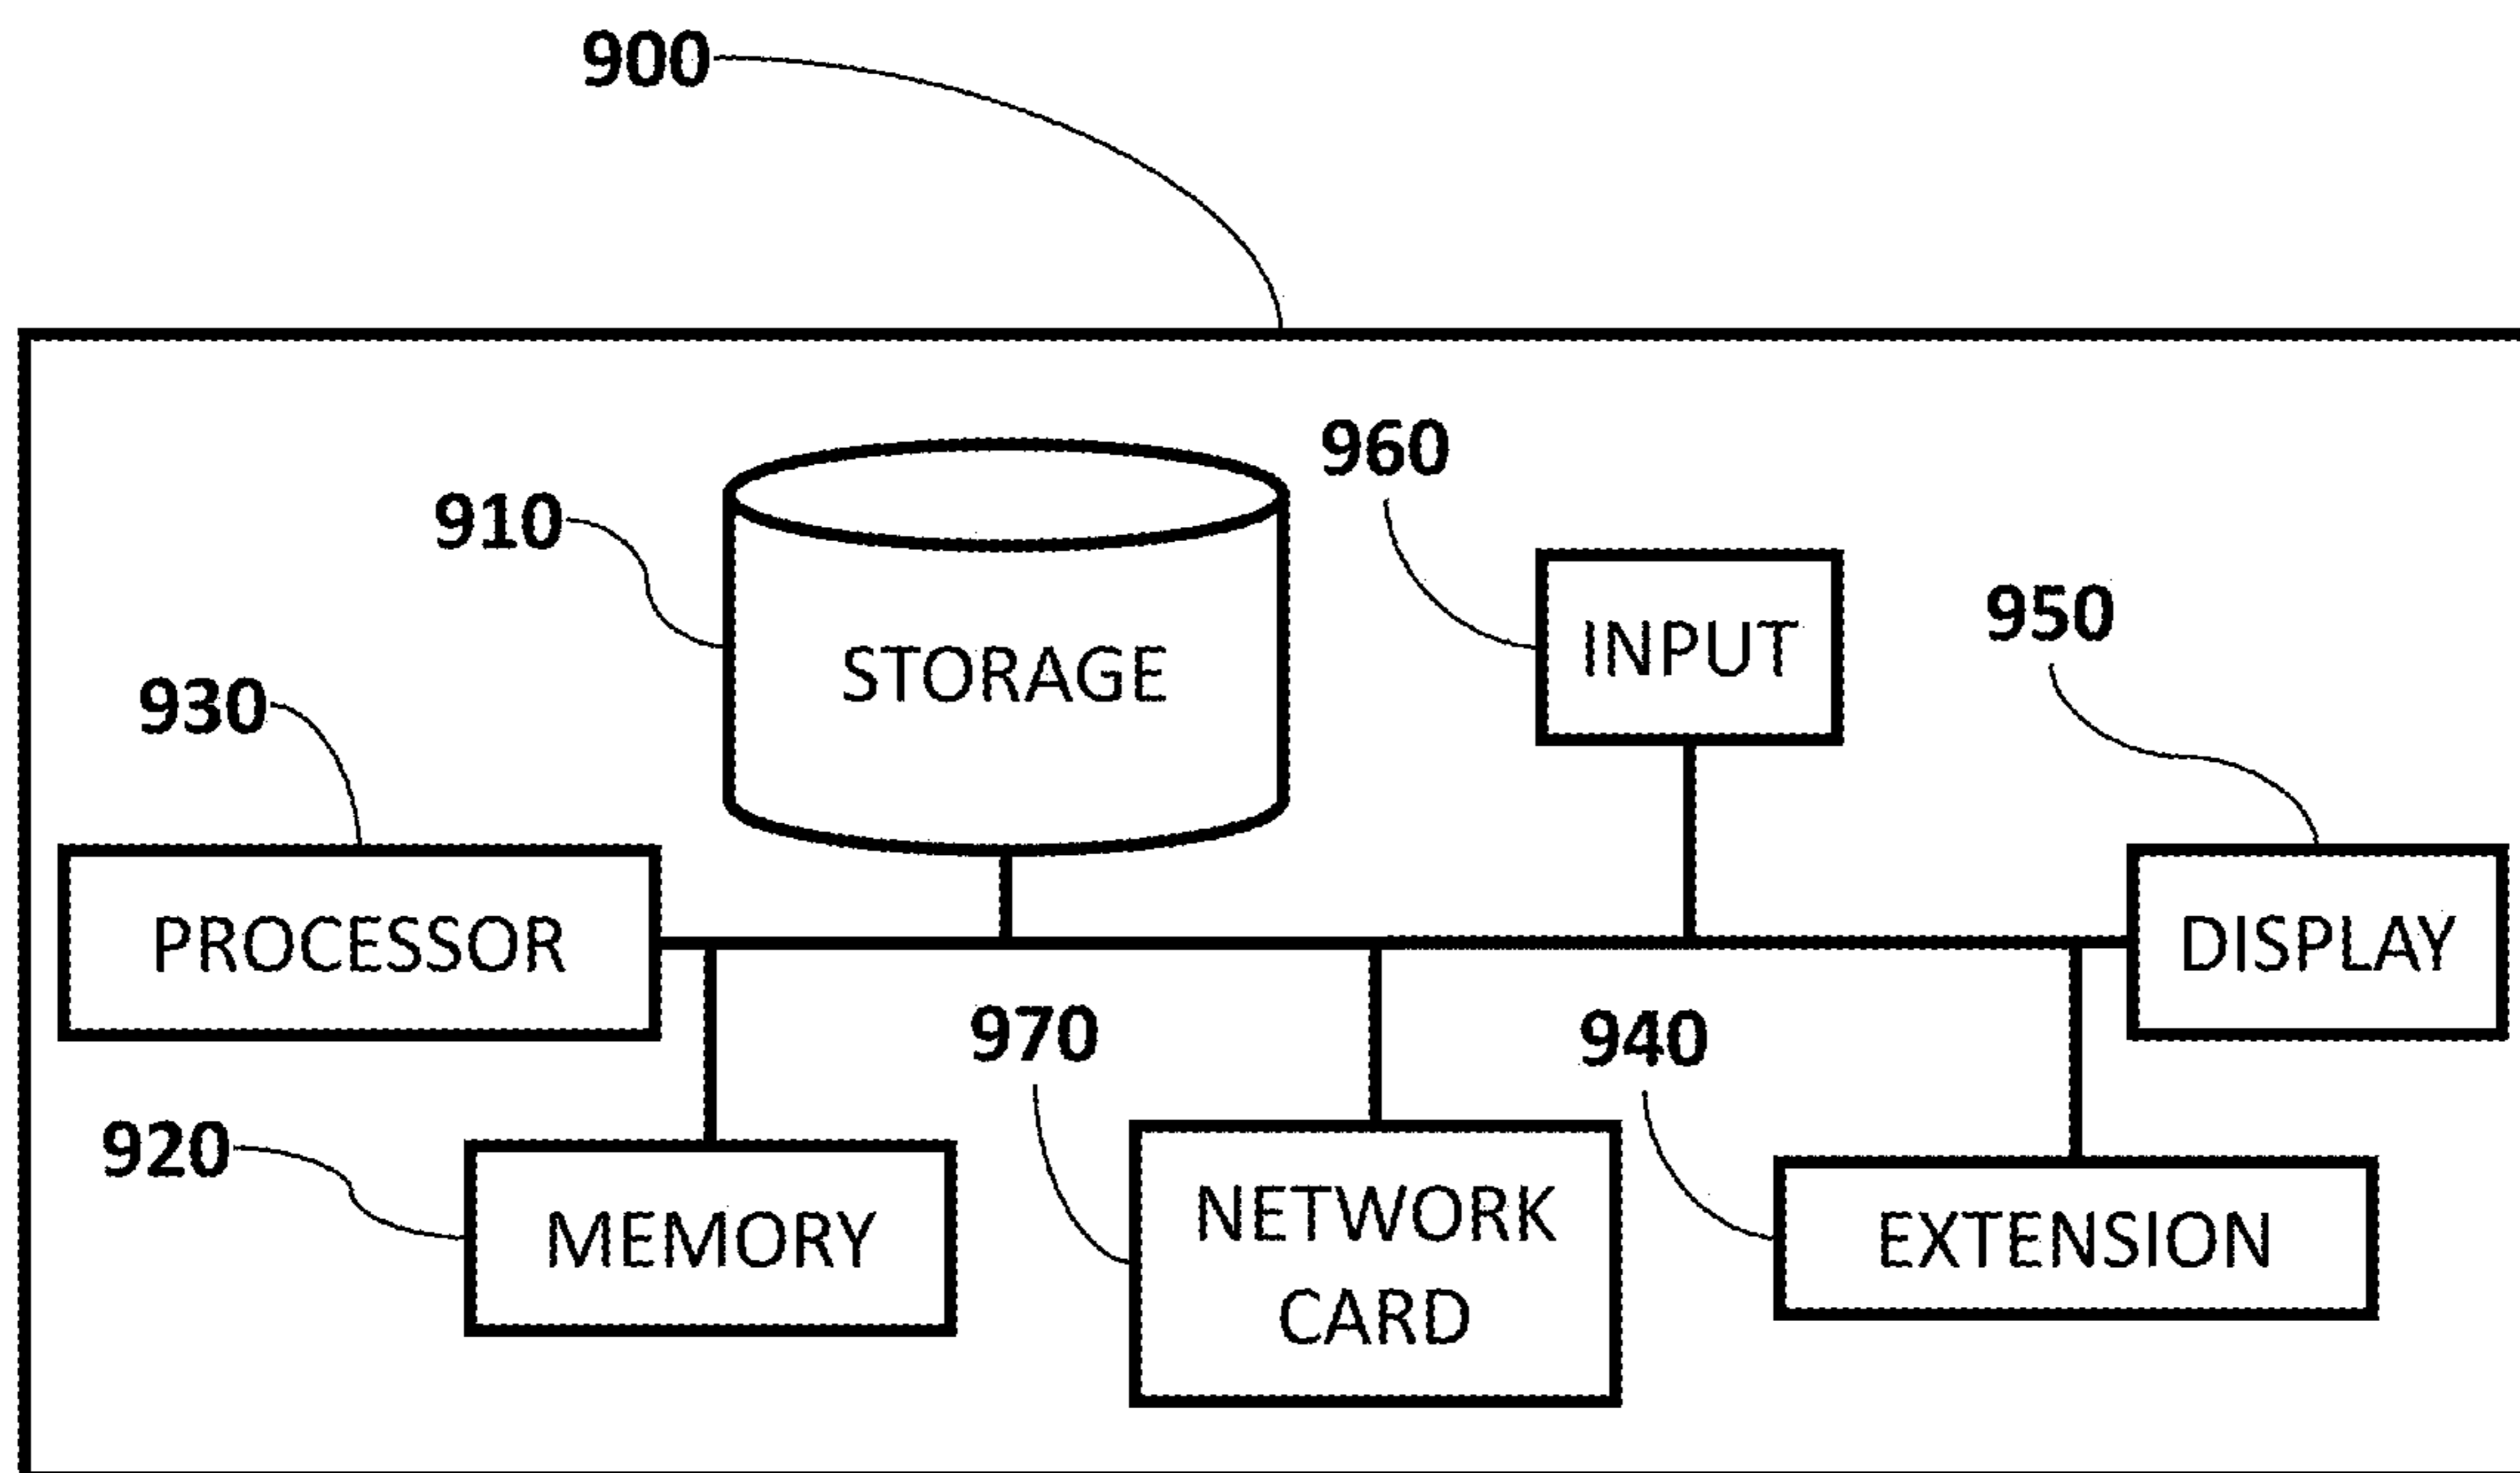 900
960
910
950
STORAGE
INPUT
930
PROCESSOR
DISPLAY
970
940
920
MEMORY
NETWORK
CARD
EXTENSION